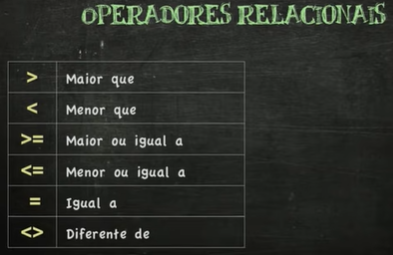 OPERADORES RELACIONAIS
> Maior que
< Menor que
>= Maior ou igual a
<= Menor ou igual a
= Igual a
<> Diferente de